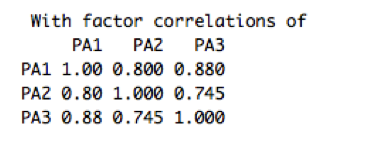 With factor correlations of
PA1 PA2 PA3
PA1 1.00 0.800 0.880
PA2 0.80 1.000 0.745
PA3 0.88 0.745 1.000